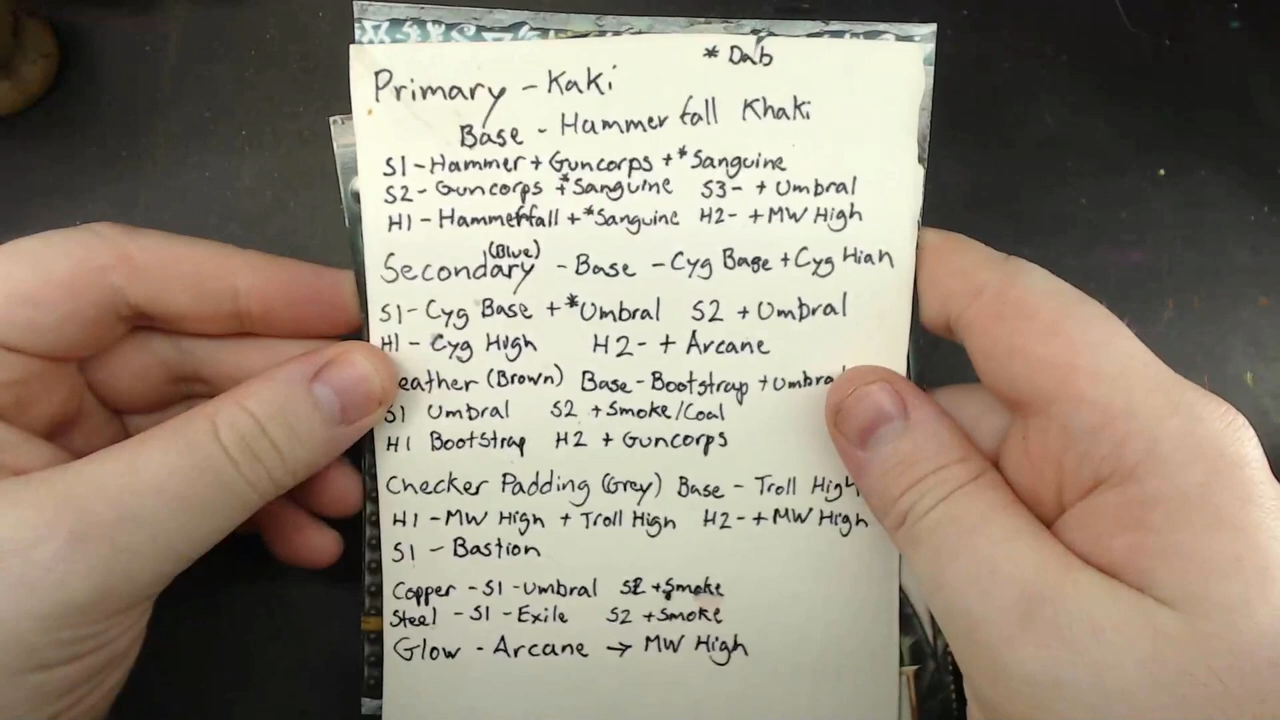 * Dab
Primary - Kaki
Base - Hammerfall Khaki
S1 - Hammer + Guncorps + *Sanguine
S2 - Guncorps + *Sanguine S3 - + Umbral
H1 - Hammerfall + *Sanguine H2 - + MW High
(Blue)
Secondary - Base - Cyg Base + Cyg High
S1 - Cyg Base + *Umbral S2 + Umbral
H1 - Cyg High H2 - + Arcane
eather (Brown) Base - Bootstrap + Umbra
S1 Umbral S2 + Smoke/Coal
H1 Bootstrap H2 + Guncorps
Checker Padding (Grey) Base - Troll High
H1 - MW High + Troll High H2 - + MW High
S1 - Bastion
Copper - S1 - Umbral S2 + Smoke
Steel - S1 - Exile S2 + Smoke
Glow - Arcane → MW High